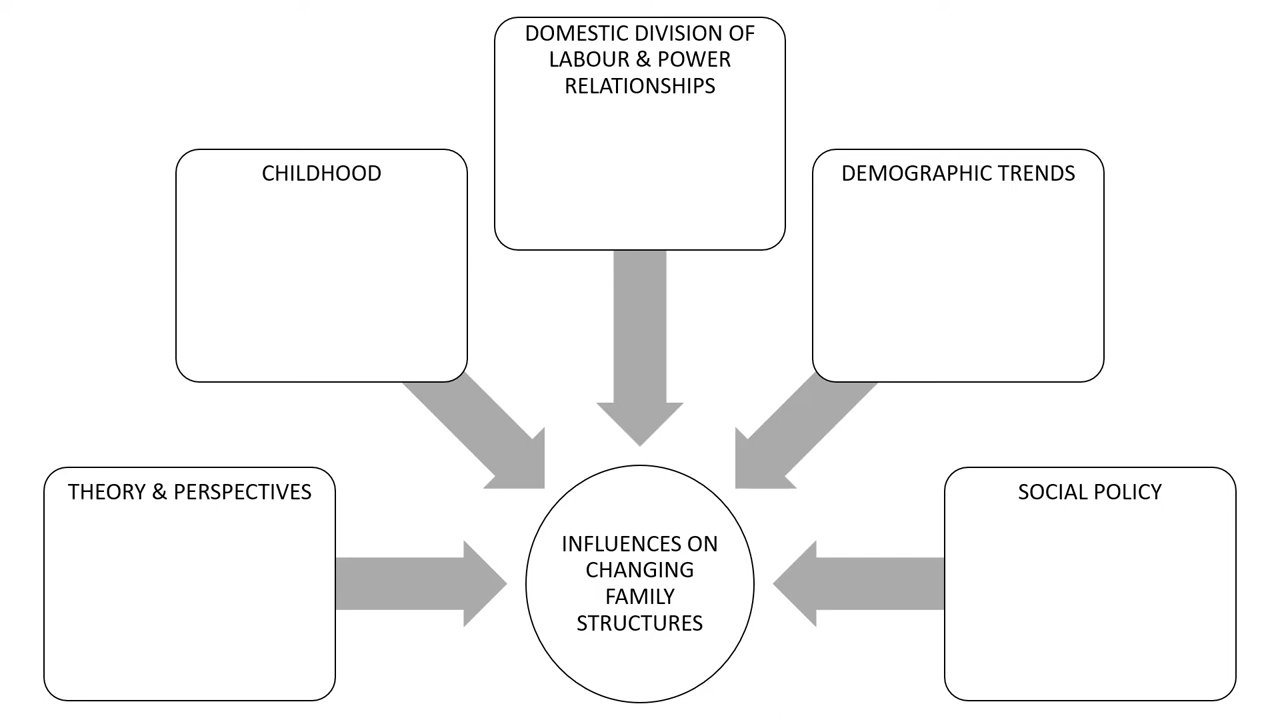 DOMESTIC DIVISION OF
LABOUR & POWER
RELATIONSHIPS
CHILDHOOD
DEMOGRAPHIC TRENDS
THEORY & PERSPECTIVES
SOCIAL POLICY
INFLUENCES ON
CHANGING
FAMILY
STRUCTURES